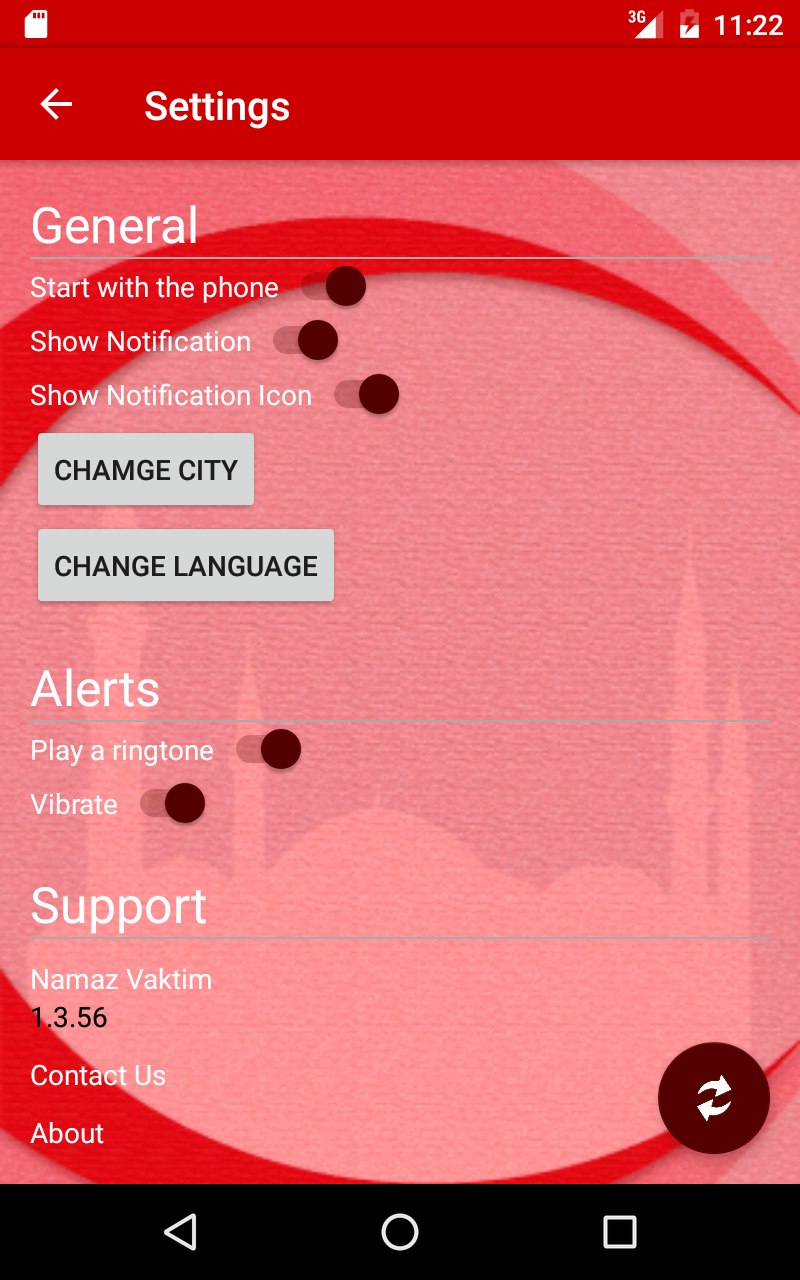 3G 11:22
Settings
General
Start with the phone
Show Notification
Show Notification Icon
CHAMGE CITY
CHANGE LANGUAGE
Alerts
Play a ringtone
Vibrate
Support
Namaz Vaktim
1.3.56
Contact Us
About